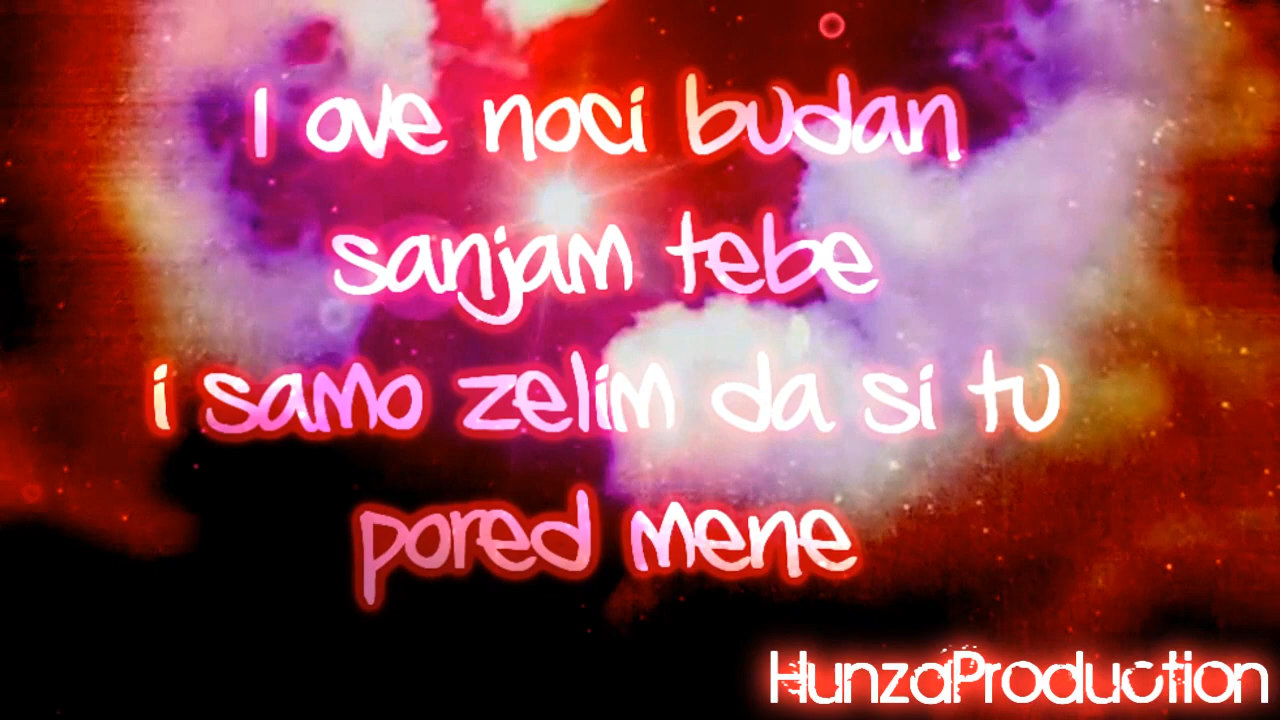 I ove noci budan
sanjam tebe
i samo zelim da si tu
pored mene
HunzaProduction